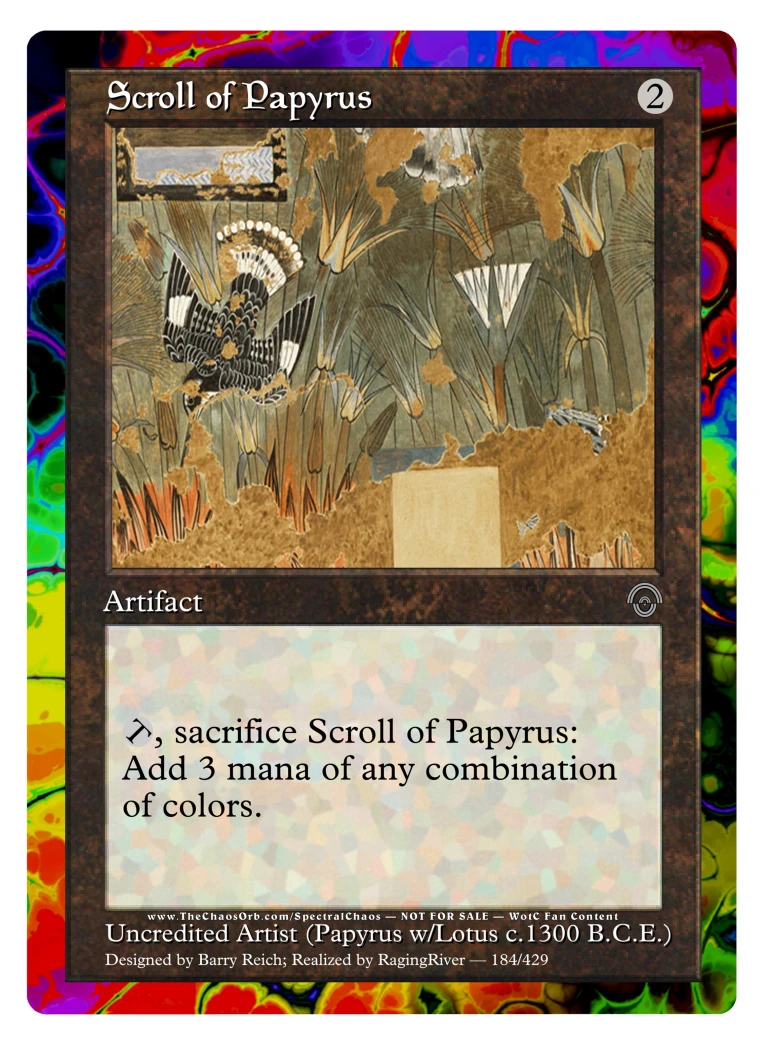 Scroll of Papyrus
2
Artifact
, sacrifice Scroll of Papyrus:
Add 3 mana of any combination
of colors.
www.TheChaosOrb.com/SpectralChaos — NOT FOR SALE — WotC Fan Content
Uncredited Artist (Papyrus w/Lotus c.1300 B.C.E.)
Designed by Barry Reich; Realized by RagingRiver — 184/429